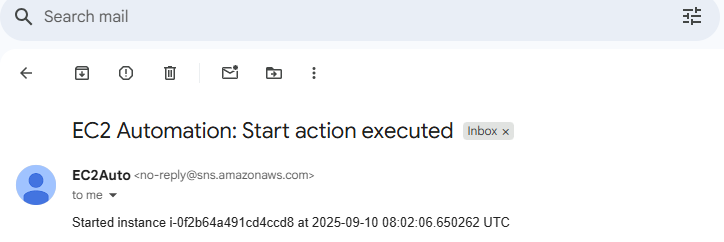 Search mail
EC2 Automation: Start action executed Inbox ×
EC2Auto <no-reply@sns.amazonaws.com>
to me
Started instance i-0f2b64a491cd4ccd8 at 2025-09-10 08:02:06.650262 UTC